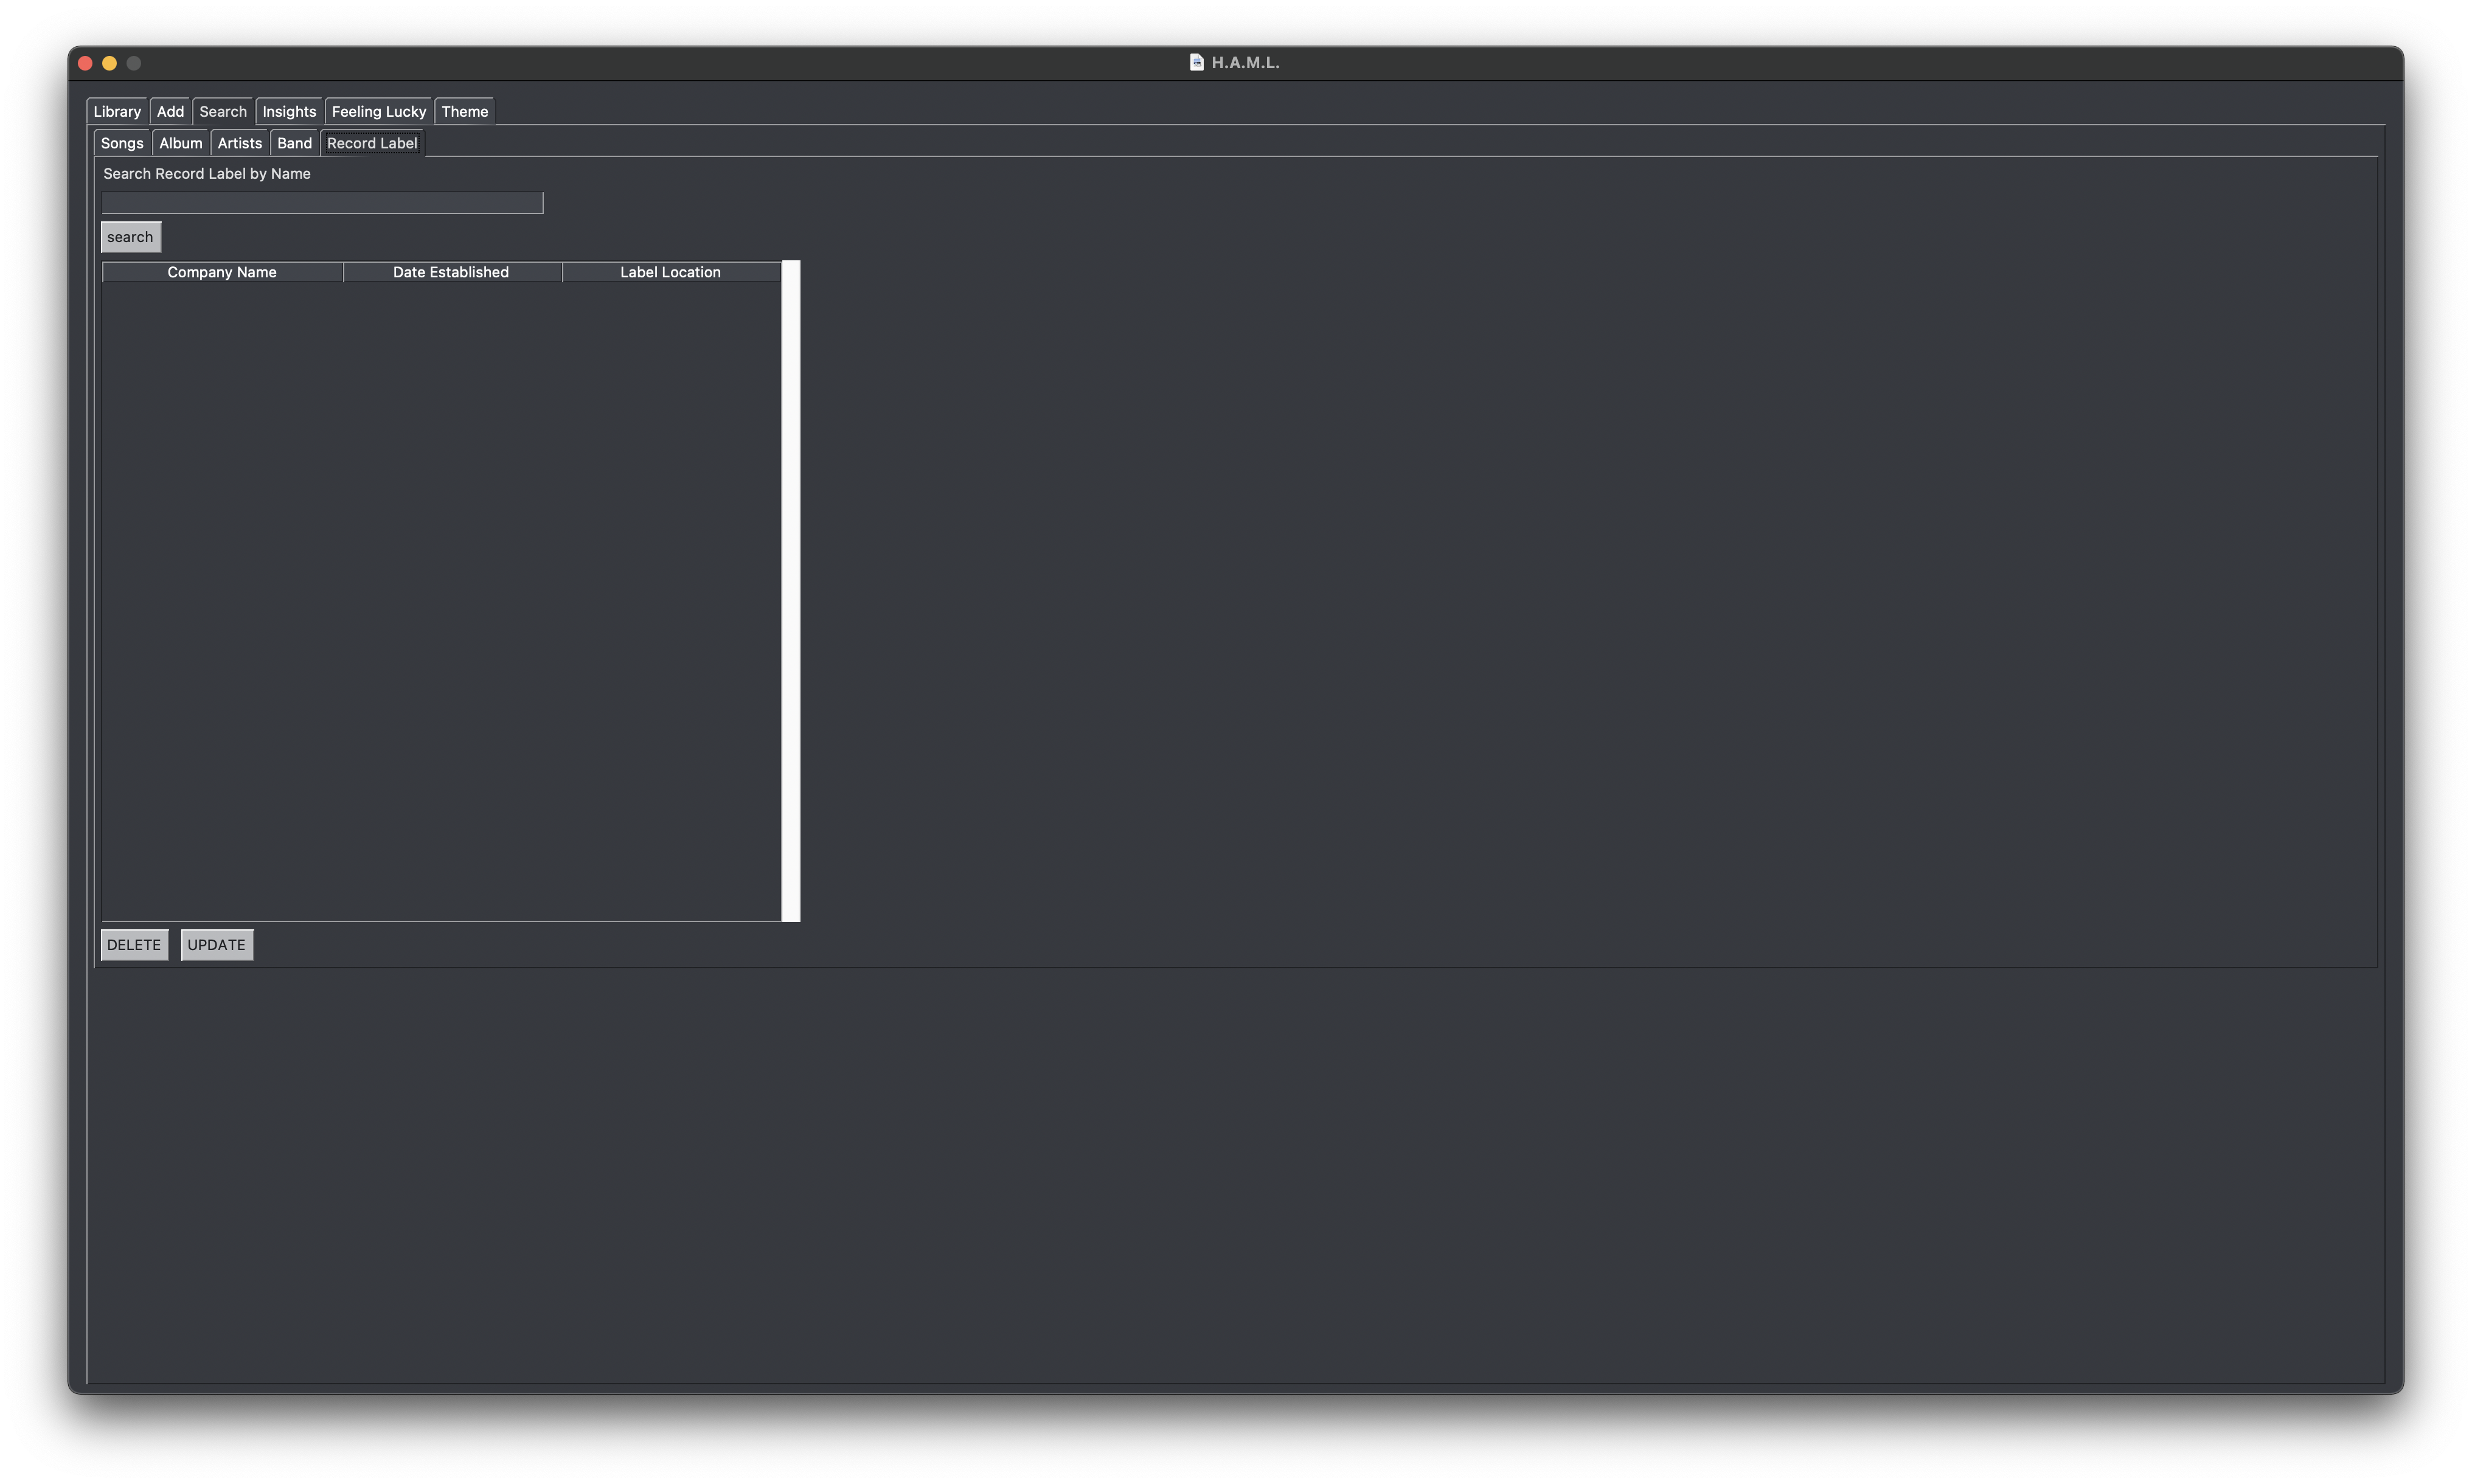 H.A.M.L.
Library Add Search Insights Feeling Lucky Theme
Songs Album Artists Band Record Label
Search Record Label by Name
search
Company Name Date Established Label Location
DELETE UPDATE